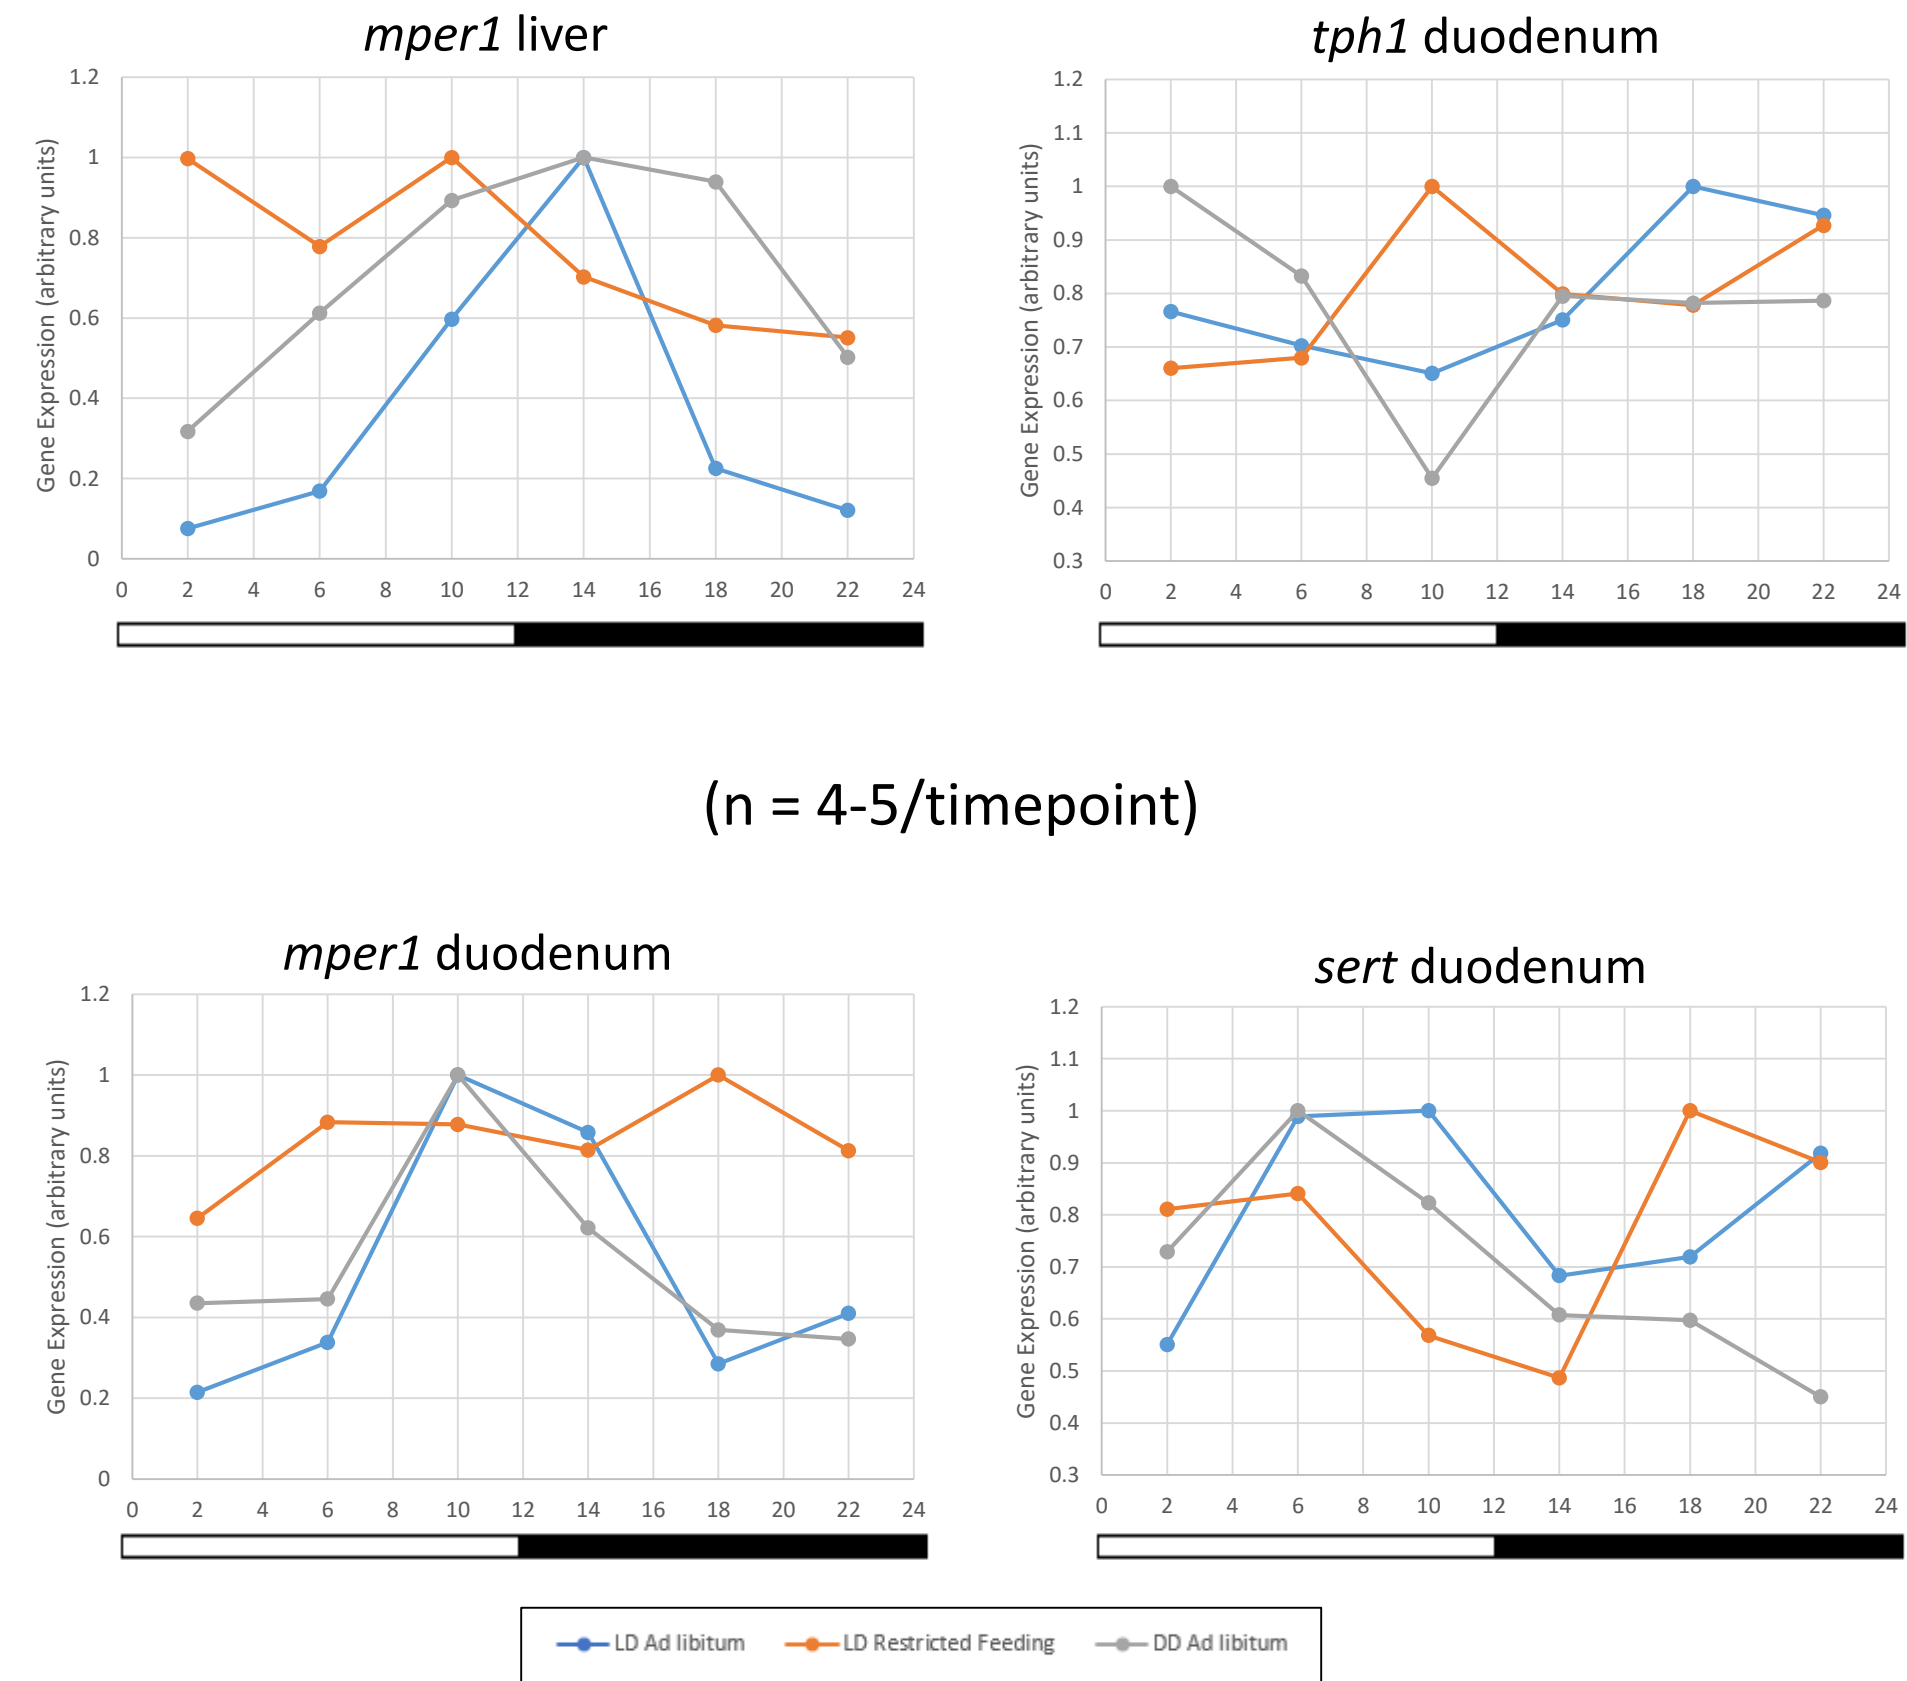 mper1 liver
Gene Expression (arbitrary units)
1.2
1
0.8
0.6
0.4
0.2
0
0 2 4 6 8 10 12 14 16 18 20 22 24
tph1 duodenum
Gene Expression (arbitrary units)
1.2
1.1
1
0.9
0.8
0.7
0.6
0.5
0.4
0.3
0 2 4 6 8 10 12 14 16 18 20 22 24
(n = 4-5/timepoint)
mper1 duodenum
Gene Expression (arbitrary units)
1.2
1
0.8
0.6
0.4
0.2
0
0 2 4 6 8 10 12 14 16 18 20 22 24
sert duodenum
Gene Expression (arbitrary units)
1.2
1.1
1
0.9
0.8
0.7
0.6
0.5
0.4
0.3
0 2 4 6 8 10 12 14 16 18 20 22 24
LD Ad libitum LD Restricted Feeding DD Ad libitum